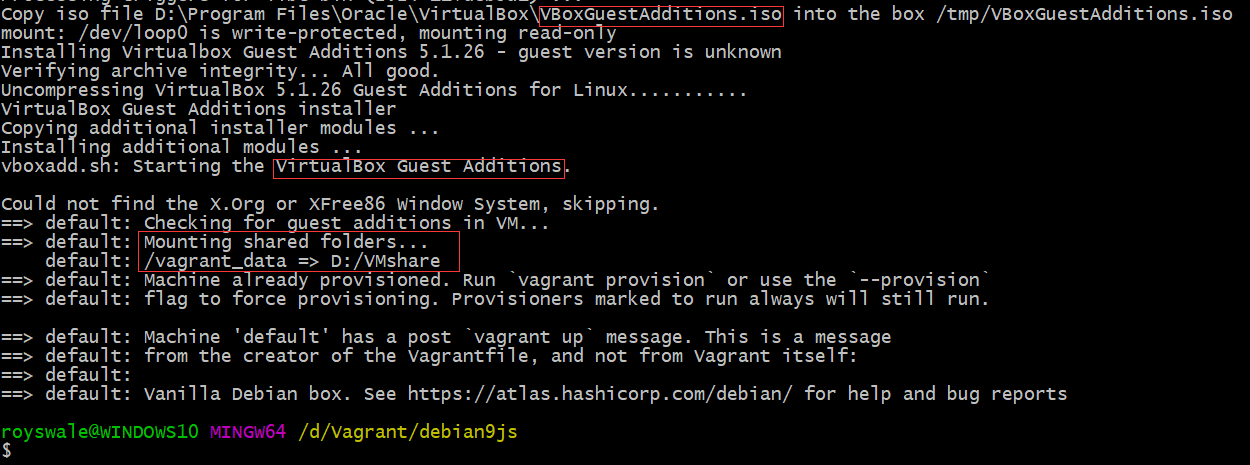 Copy iso file D:\Program Files\Oracle\VirtualBox\VBoxGuestAdditions.iso into the box /tmp/VBoxGuestAdditions.iso
mount: /dev/loop0 is write-protected, mounting read-only
Installing Virtualbox Guest Additions 5.1.26 - guest version is unknown
Verifying archive integrity... All good.
Uncompressing VirtualBox 5.1.26 Guest Additions for Linux...........
VirtualBox Guest Additions installer
Copying additional installer modules ...
Installing additional modules ...
vboxadd.sh: Starting the VirtualBox Guest Additions.
Could not find the X.Org or XFree86 Window System, skipping.
==> default: Checking for guest additions in VM...
==> default: Mounting shared folders...
    default: /vagrant_data => D:/VMshare
==> default: Machine already provisioned. Run `vagrant provision` or use the `--provision`
==> default: flag to force provisioning. Provisioners marked to run always will still run.
==> default: Machine 'default' has a post `vagrant up` message. This is a message
==> default: from the creator of the Vagrantfile, and not from Vagrant itself:
==> default:
==> default: Vanilla Debian box. See https://atlas.hashicorp.com/debian/ for help and bug reports
royswale@WINDOWS10 MINGW64 /d/Vagrant/debian9js
$